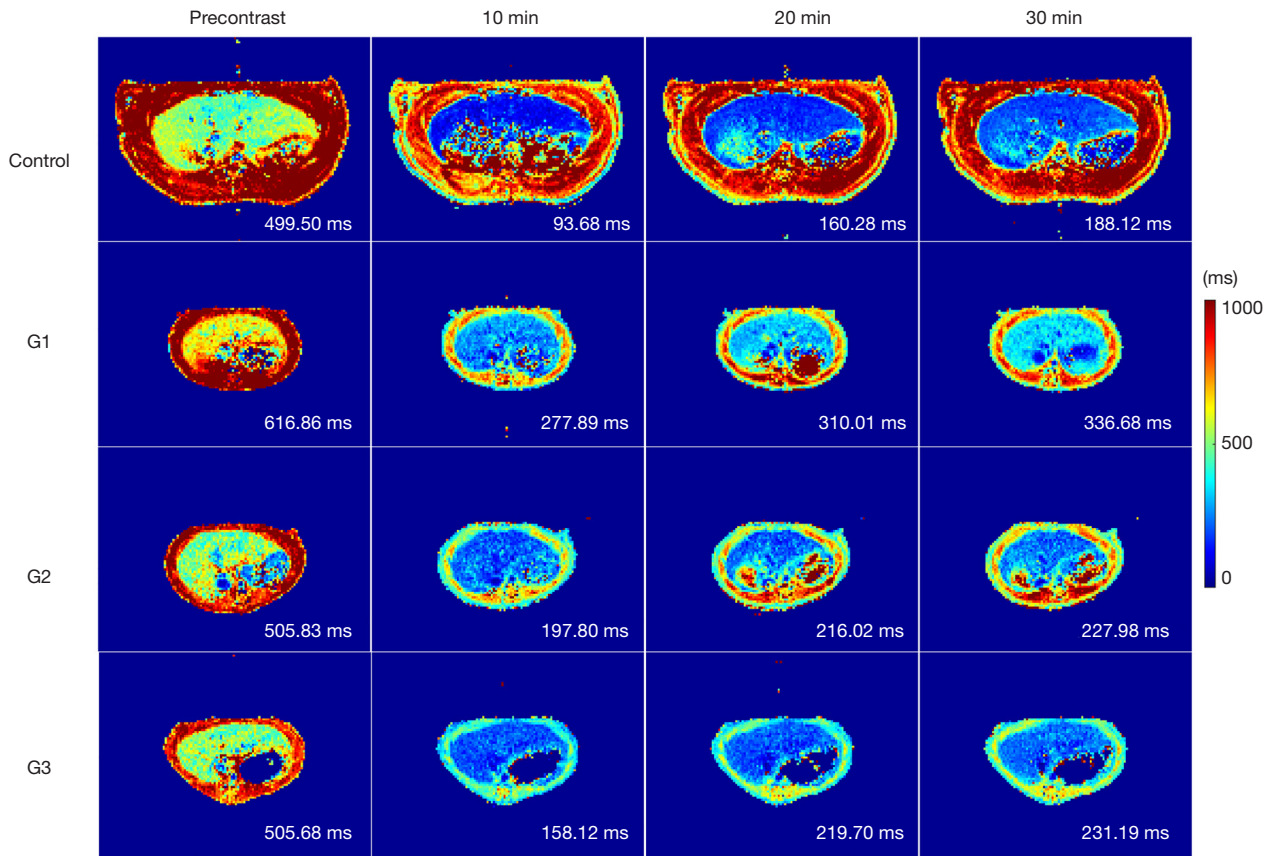 Precontrast 10 min 20 min 30 min
Control
499.50 ms 93.68 ms 160.28 ms 188.12 ms
(ms)
1000
G1
616.86 ms 277.89 ms 310.01 ms 336.68 ms
500
G2
0
505.83 ms 197.80 ms 216.02 ms 227.98 ms
G3
505.68 ms 158.12 ms 219.70 ms 231.19 ms